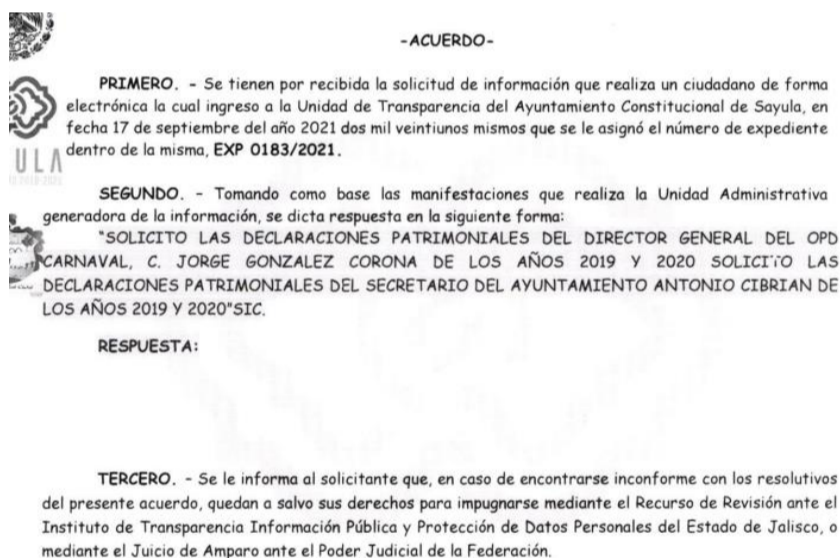 -ACUERDO-
PRIMERO. - Se tienen por recibida la solicitud de información que realiza un ciudadano de forma
electrónica la cual ingreso a la Unidad de Transparencia del Ayuntamiento Constitucional de Sayula, en
fecha 17 de septiembre del año 2021 dos mil veintiunos mismos que se le asignó el número de expediente
dentro de la misma, EXP 0183/2021.
ULA
SEGUNDO. - Tomando como base las manifestaciones que realiza la Unidad Administrativa
generadora de la información, se dicta respuesta en la siguiente forma:
"SOLICITO LAS DECLARACIONES PATRIMONIALES DEL DIRECTOR GENERAL DEL OPD
CARNAVAL, C. JORGE GONZALEZ CORONA DE LOS AÑOS 2019 Y 2020 SOLICITO LAS
DECLARACIONES PATRIMONIALES DEL SECRETARIO DEL AYUNTAMIENTO ANTONIO CIBRIAN DE
LOS AÑOS 2019 Y 2020"SIC.
RESPUESTA:
TERCERO. - Se le informa al solicitante que, en caso de encontrarse inconforme con los resolutivos
del presente acuerdo, quedan a salvo sus derechos para impugnarse mediante el Recurso de Revisión ante el
Instituto de Transparencia Información Pública y Protección de Datos Personales del Estado de Jalisco, o
mediante el Juicio de Amparo ante el Poder Judicial de la Federación.